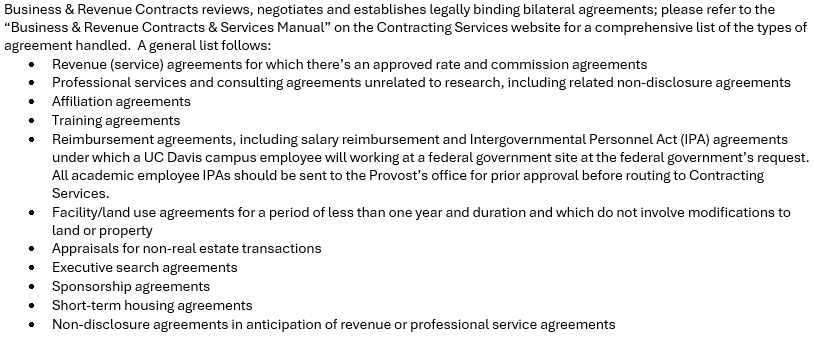 Business & Revenue Contracts reviews, negotiates and establishes legally binding bilateral agreements; please refer to the
“Business & Revenue Contracts & Services Manual” on the Contracting Services website for a comprehensive list of the types of
agreement handled.  A general list follows:
• Revenue (service) agreements for which there’s an approved rate and commission agreements
• Professional services and consulting agreements unrelated to research, including related non-disclosure agreements
• Affiliation agreements
• Training agreements
• Reimbursement agreements, including salary reimbursement and Intergovernmental Personnel Act (IPA) agreements
under which a UC Davis campus employee will working at a federal government site at the federal government’s request.
All academic employee IPAs should be sent to the Provost’s office for prior approval before routing to Contracting
Services.
• Facility/land use agreements for a period of less than one year and duration and which do not involve modifications to
land or property
• Appraisals for non-real estate transactions
• Executive search agreements
• Sponsorship agreements
• Short-term housing agreements
• Non-disclosure agreements in anticipation of revenue or professional service agreements